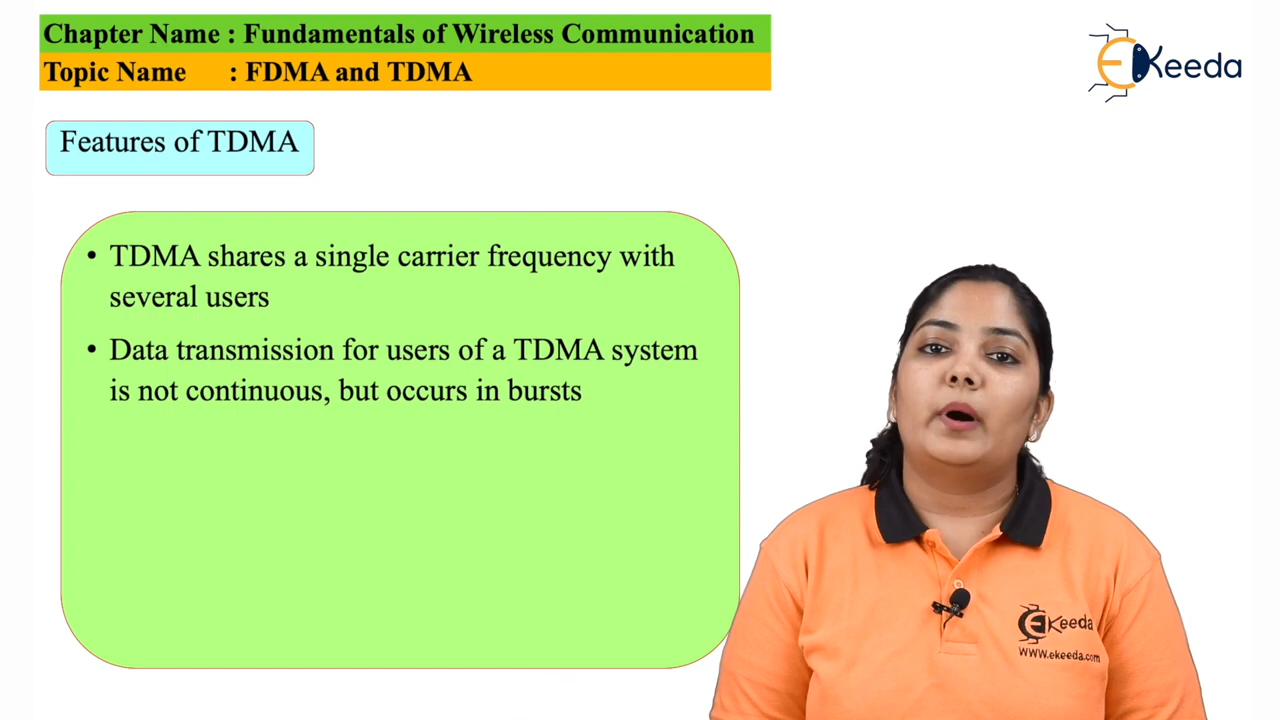 Chapter Name : Fundamentals of Wireless Communication
Topic Name : FDMA and TDMA
EKeeda
Features of TDMA
• TDMA shares a single carrier frequency with
several users
• Data transmission for users of a TDMA system
is not continuous, but occurs in bursts
EKeeda
www.ekeeda.com